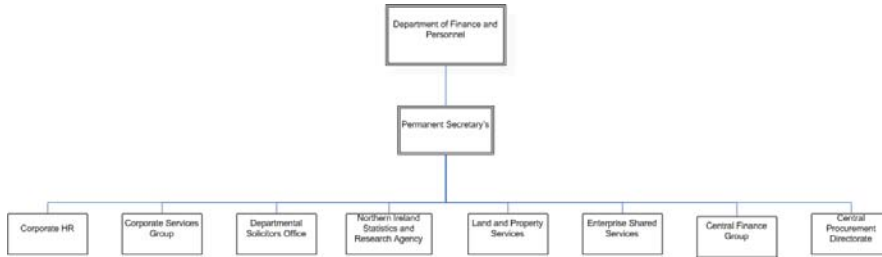 Department of Finance and
Personnel
Permanent Secretary's
Corporate HR
Corporate Services
Group
Departmental
Solicitors Office
Northern Ireland
Statistics and
Research Agency
Land and Property
Services
Enterprise Shared
Services
Central Finance
Group
Central
Procurement
Directorate